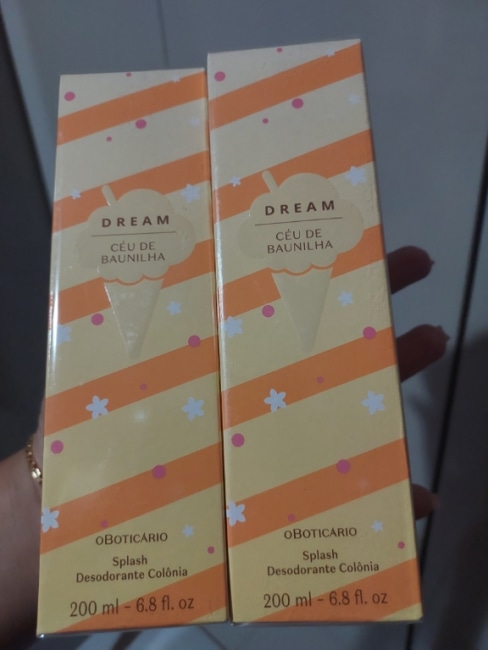 DREAM
CÉU DE
BAUNILHA
oBOTICÁRIO
Splash
Desodorante Colônia
200 ml - 6.8 fl. oz
DREAM
CÉU DE
BAUNILHA
oBOTICÁRIO
Splash
Desodorante Colônia
200 ml - 6.8 fl. oz